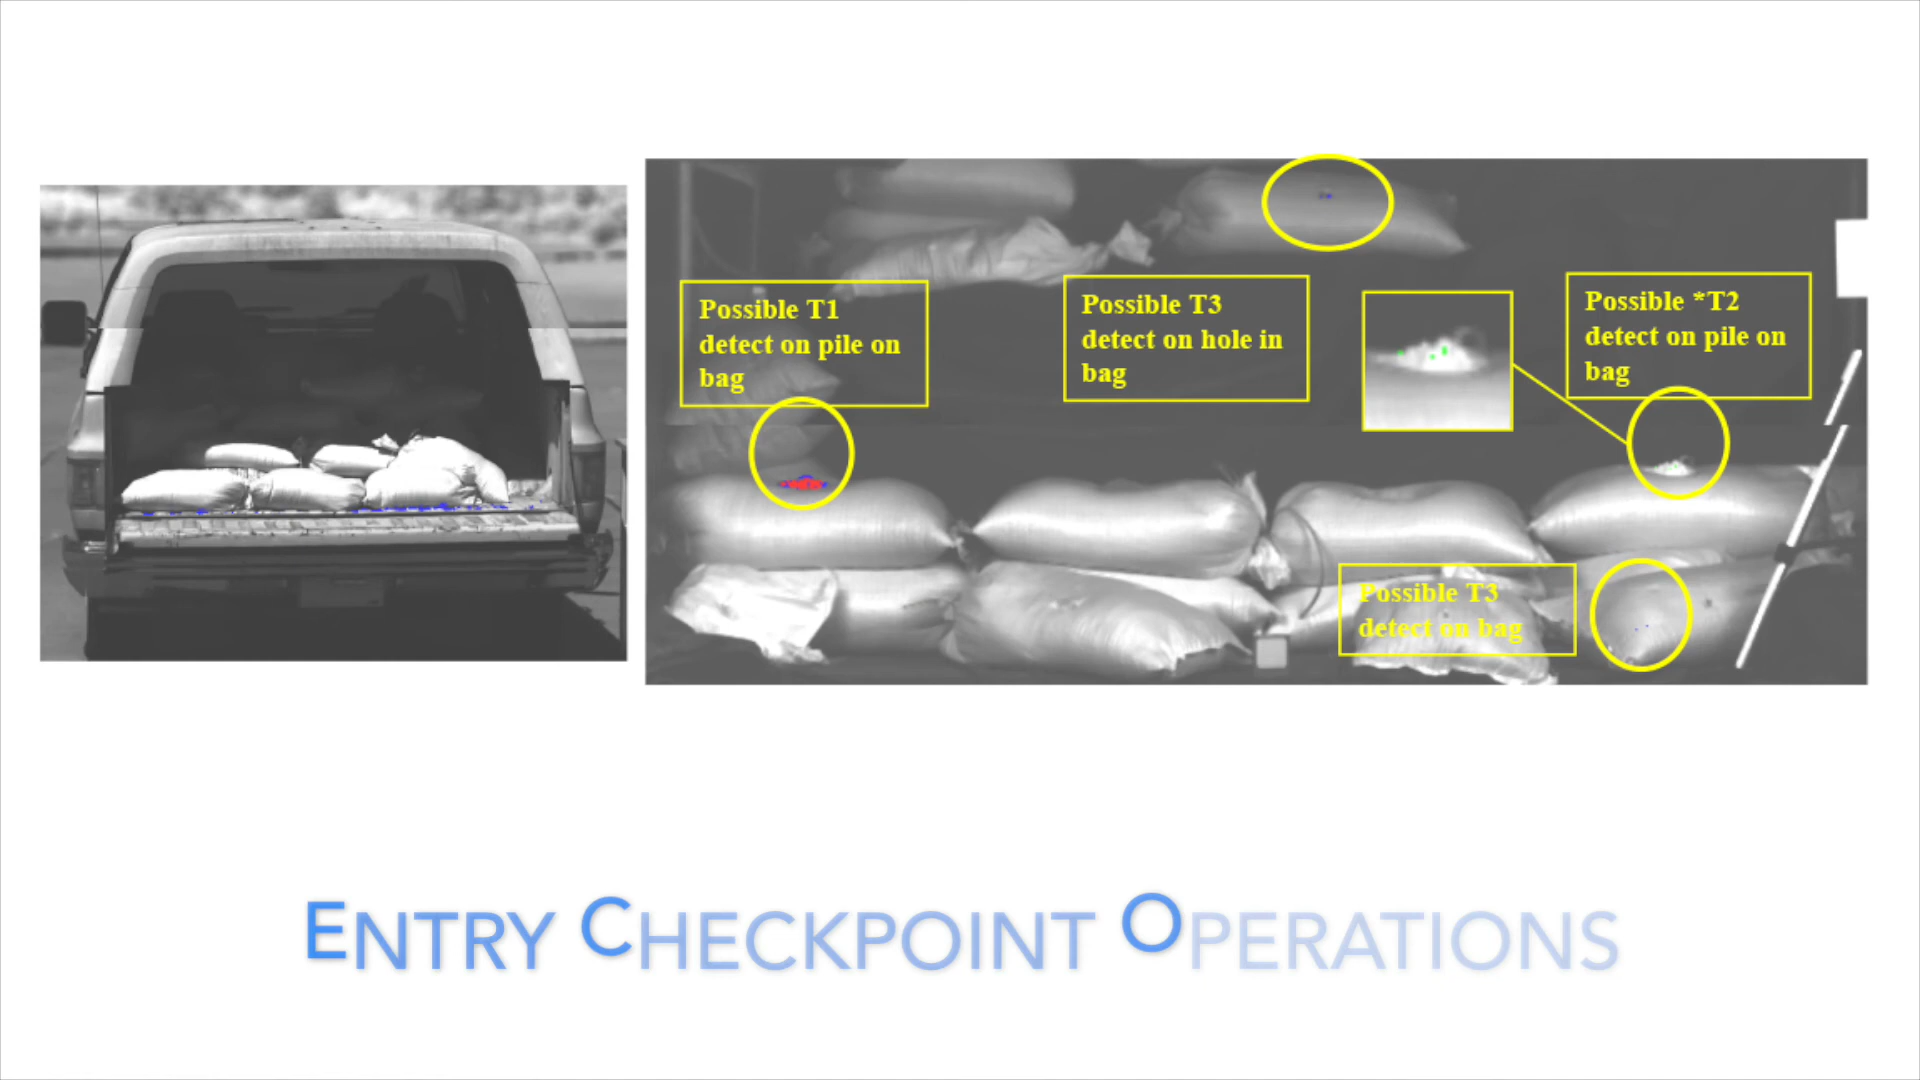 Possible T1
detect on pile on
bag
Possible T3
detect on hole in
bag
Possible *T2
detect on pile on
bag
Possible T3
detect on bag
ENTRY CHECKPOINT OPERATIONS